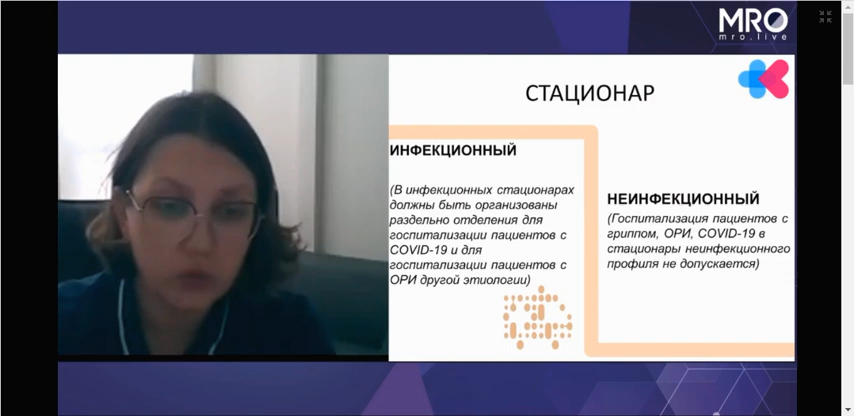 MRO
mro.live
СТАЦИОНАР
ИНФЕКЦИОННЫЙ
(В инфекционных стационарах
должны быть организованы
раздельно отделения для
госпитализации пациентов с
COVID-19 и для
госпитализации пациентов с
ОРИ другой этиологии)
НЕИНФЕКЦИОННЫЙ
(Госпитализация пациентов с
гриппом, ОРИ, COVID-19 в
стационары неинфекционного
профиля не допускается)